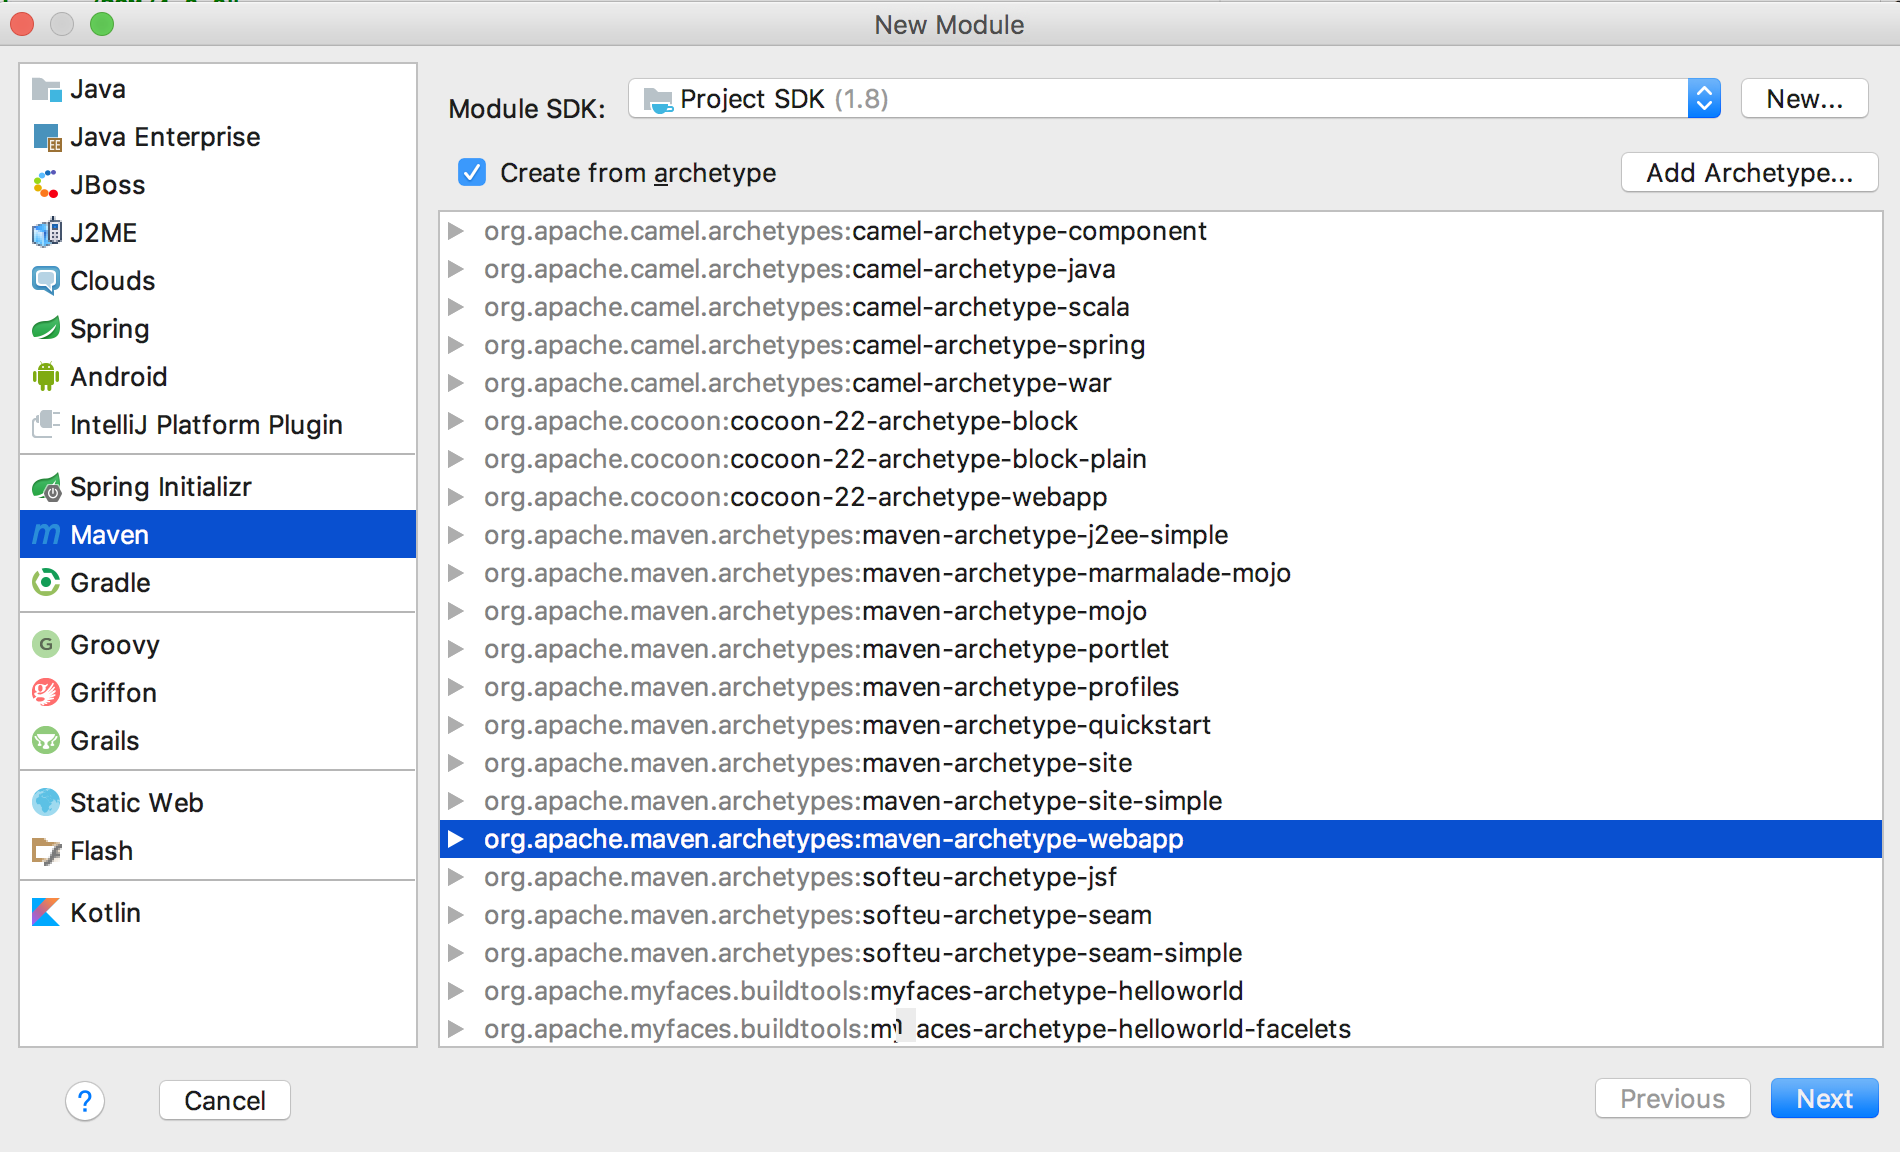 New Module
Java
Java Enterprise
JBoss
J2ME
Clouds
Spring
Android
IntelliJ Platform Plugin
Spring Initializr
Maven
Gradle
Groovy
Griffon
Grails
Static Web
Flash
Kotlin
Module SDK: Project SDK (1.8) New...
Create from archetype Add Archetype...
org.apache.camel.archetypes:camel-archetype-component
org.apache.camel.archetypes:camel-archetype-java
org.apache.camel.archetypes:camel-archetype-scala
org.apache.camel.archetypes:camel-archetype-spring
org.apache.camel.archetypes:camel-archetype-war
org.apache.cocoon:cocoon-22-archetype-block
org.apache.cocoon:cocoon-22-archetype-block-plain
org.apache.cocoon:cocoon-22-archetype-webapp
org.apache.maven.archetypes:maven-archetype-j2ee-simple
org.apache.maven.archetypes:maven-archetype-marmalade-mojo
org.apache.maven.archetypes:maven-archetype-mojo
org.apache.maven.archetypes:maven-archetype-portlet
org.apache.maven.archetypes:maven-archetype-profiles
org.apache.maven.archetypes:maven-archetype-quickstart
org.apache.maven.archetypes:maven-archetype-site
org.apache.maven.archetypes:maven-archetype-site-simple
org.apache.maven.archetypes:maven-archetype-webapp
org.apache.maven.archetypes:softeu-archetype-jsf
org.apache.maven.archetypes:softeu-archetype-seam
org.apache.maven.archetypes:softeu-archetype-seam-simple
org.apache.myfaces.buildtools:myfaces-archetype-helloworld
org.apache.myfaces.buildtools:my aces-archetype-helloworld-facelets
? Cancel Previous Next